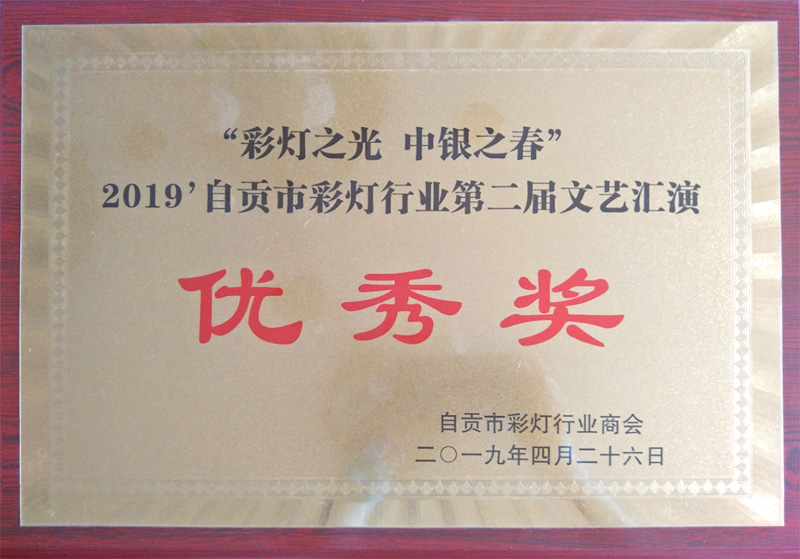 “彩灯之光 中银之春”
2019’自贡市彩灯行业第二届文艺汇演
优秀奖
自贡市彩灯行业商会
二〇一九年四月二十六日